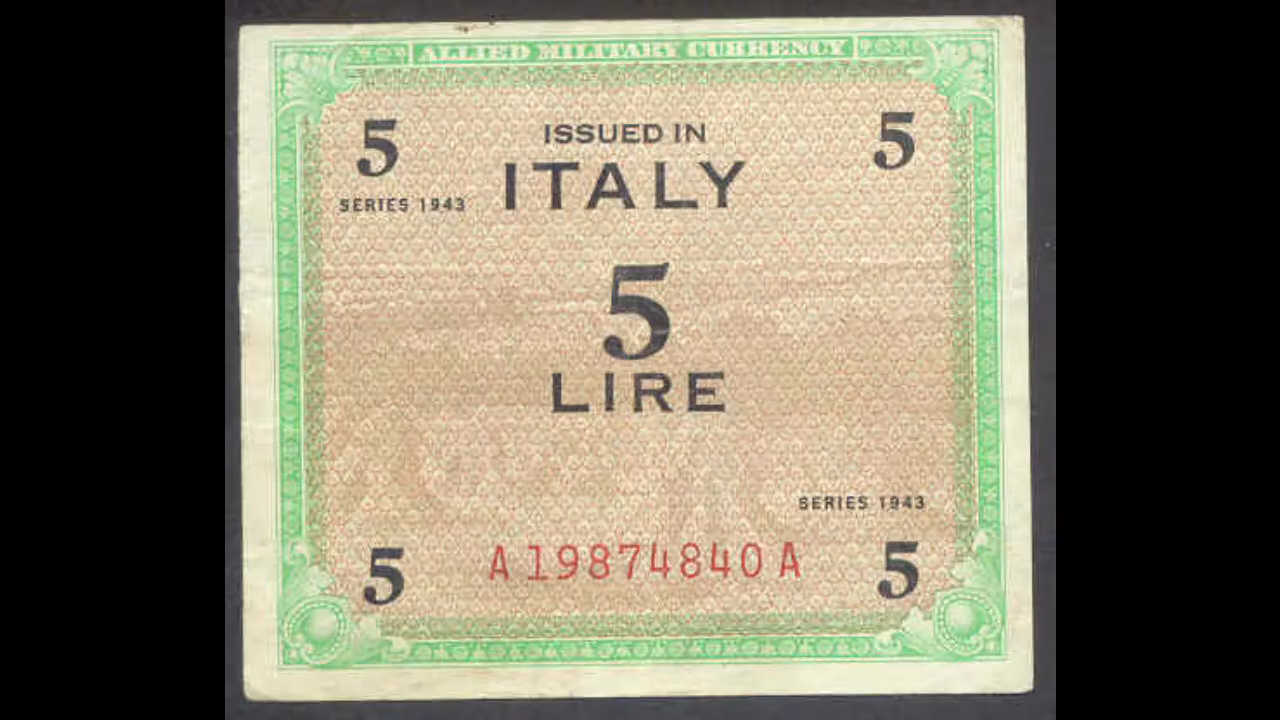 ALLIED MILITARY CURRENCY
5 ISSUED IN 5
SERIES 1943 ITALY
5
LIRE
SERIES 1943
5 A19874840A 5